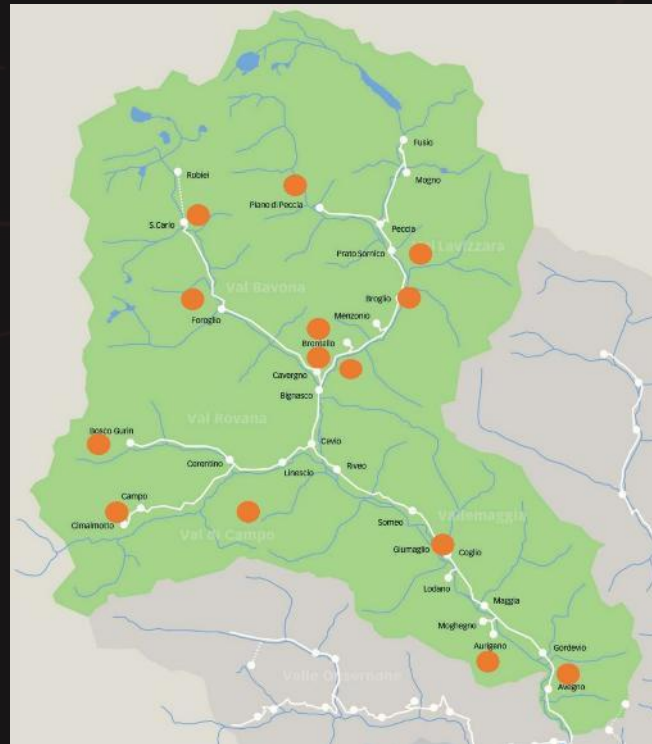 Fusio
Robiei
Mogno
Piano di Peccia
S.Carlo
Peccia
Prato Sornico
Lavizzara
Val Bavona
Broglio
Menzonio
Foroglio
Brontallo
Cavergno
Bignasco
Val Rovana
Bosco Gurin
Cevio
Cerentino
Linescio
Riveo
Campo
Cimalmotto
Someo
Vallemaggia
Val di Campo
Giumaglio
Coglio
Lodano
Maggia
Moghegno
Aurigeno
Gordevio
Valle Onsernone
Avegno